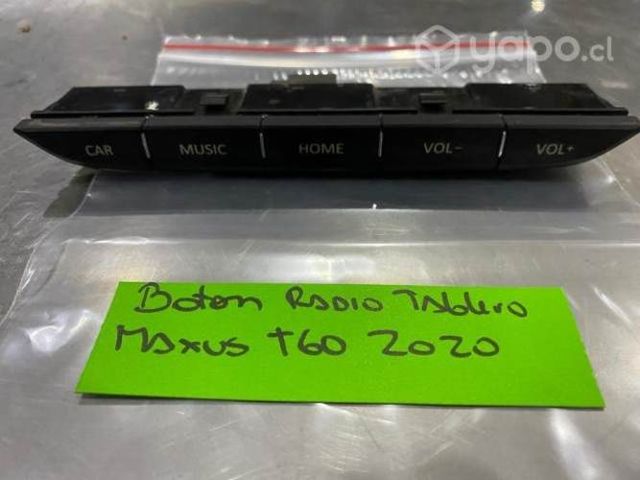 yapo.cl
CAR MUSIC HOME VOL- VOL+
Boton RADIO TAblero
MAxus T60 2020